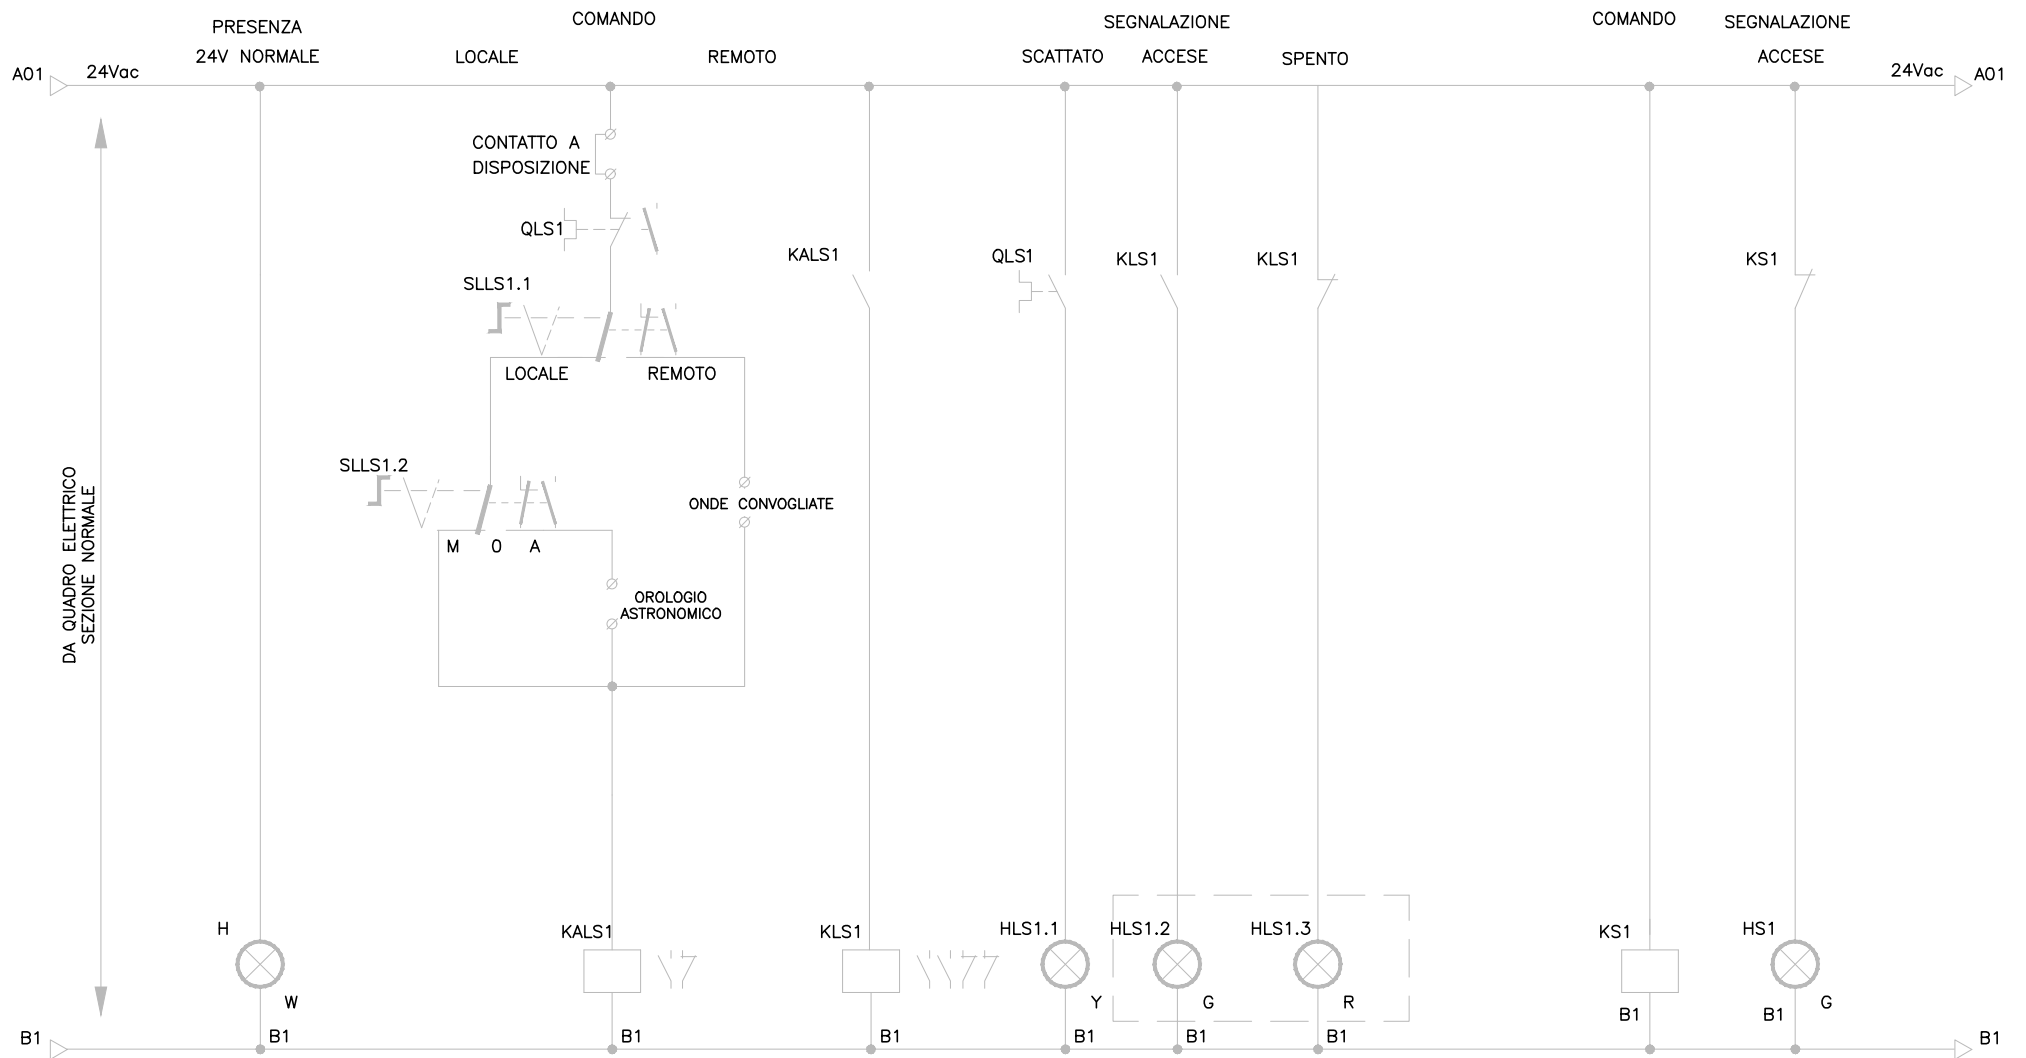 PRESENZA
24V NORMALE
COMANDO
LOCALE
REMOTO
SEGNALAZIONE
SCATTATO
ACCESE
SPENTO
COMANDO
SEGNALAZIONE
ACCESE
A01
24Vac
24Vac
A01
CONTATTO A
DISPOSIZIONE
QLS1
SLLS1.1
LOCALE
REMOTO
KALS1
QLS1
KLS1
KLS1
KS1
SLLS1.2
M O A
ONDE CONVOGLIATE
OROLOGIO
ASTRONOMICO
DA QUADRO ELETTRICO
SEZIONE NORMALE
H
W
KALS1
KLS1
HLS1.1
Y
HLS1.2
G
HLS1.3
R
KS1
HS1
G
B1
B1
B1
B1
B1
B1
B1
B1
B1
B1